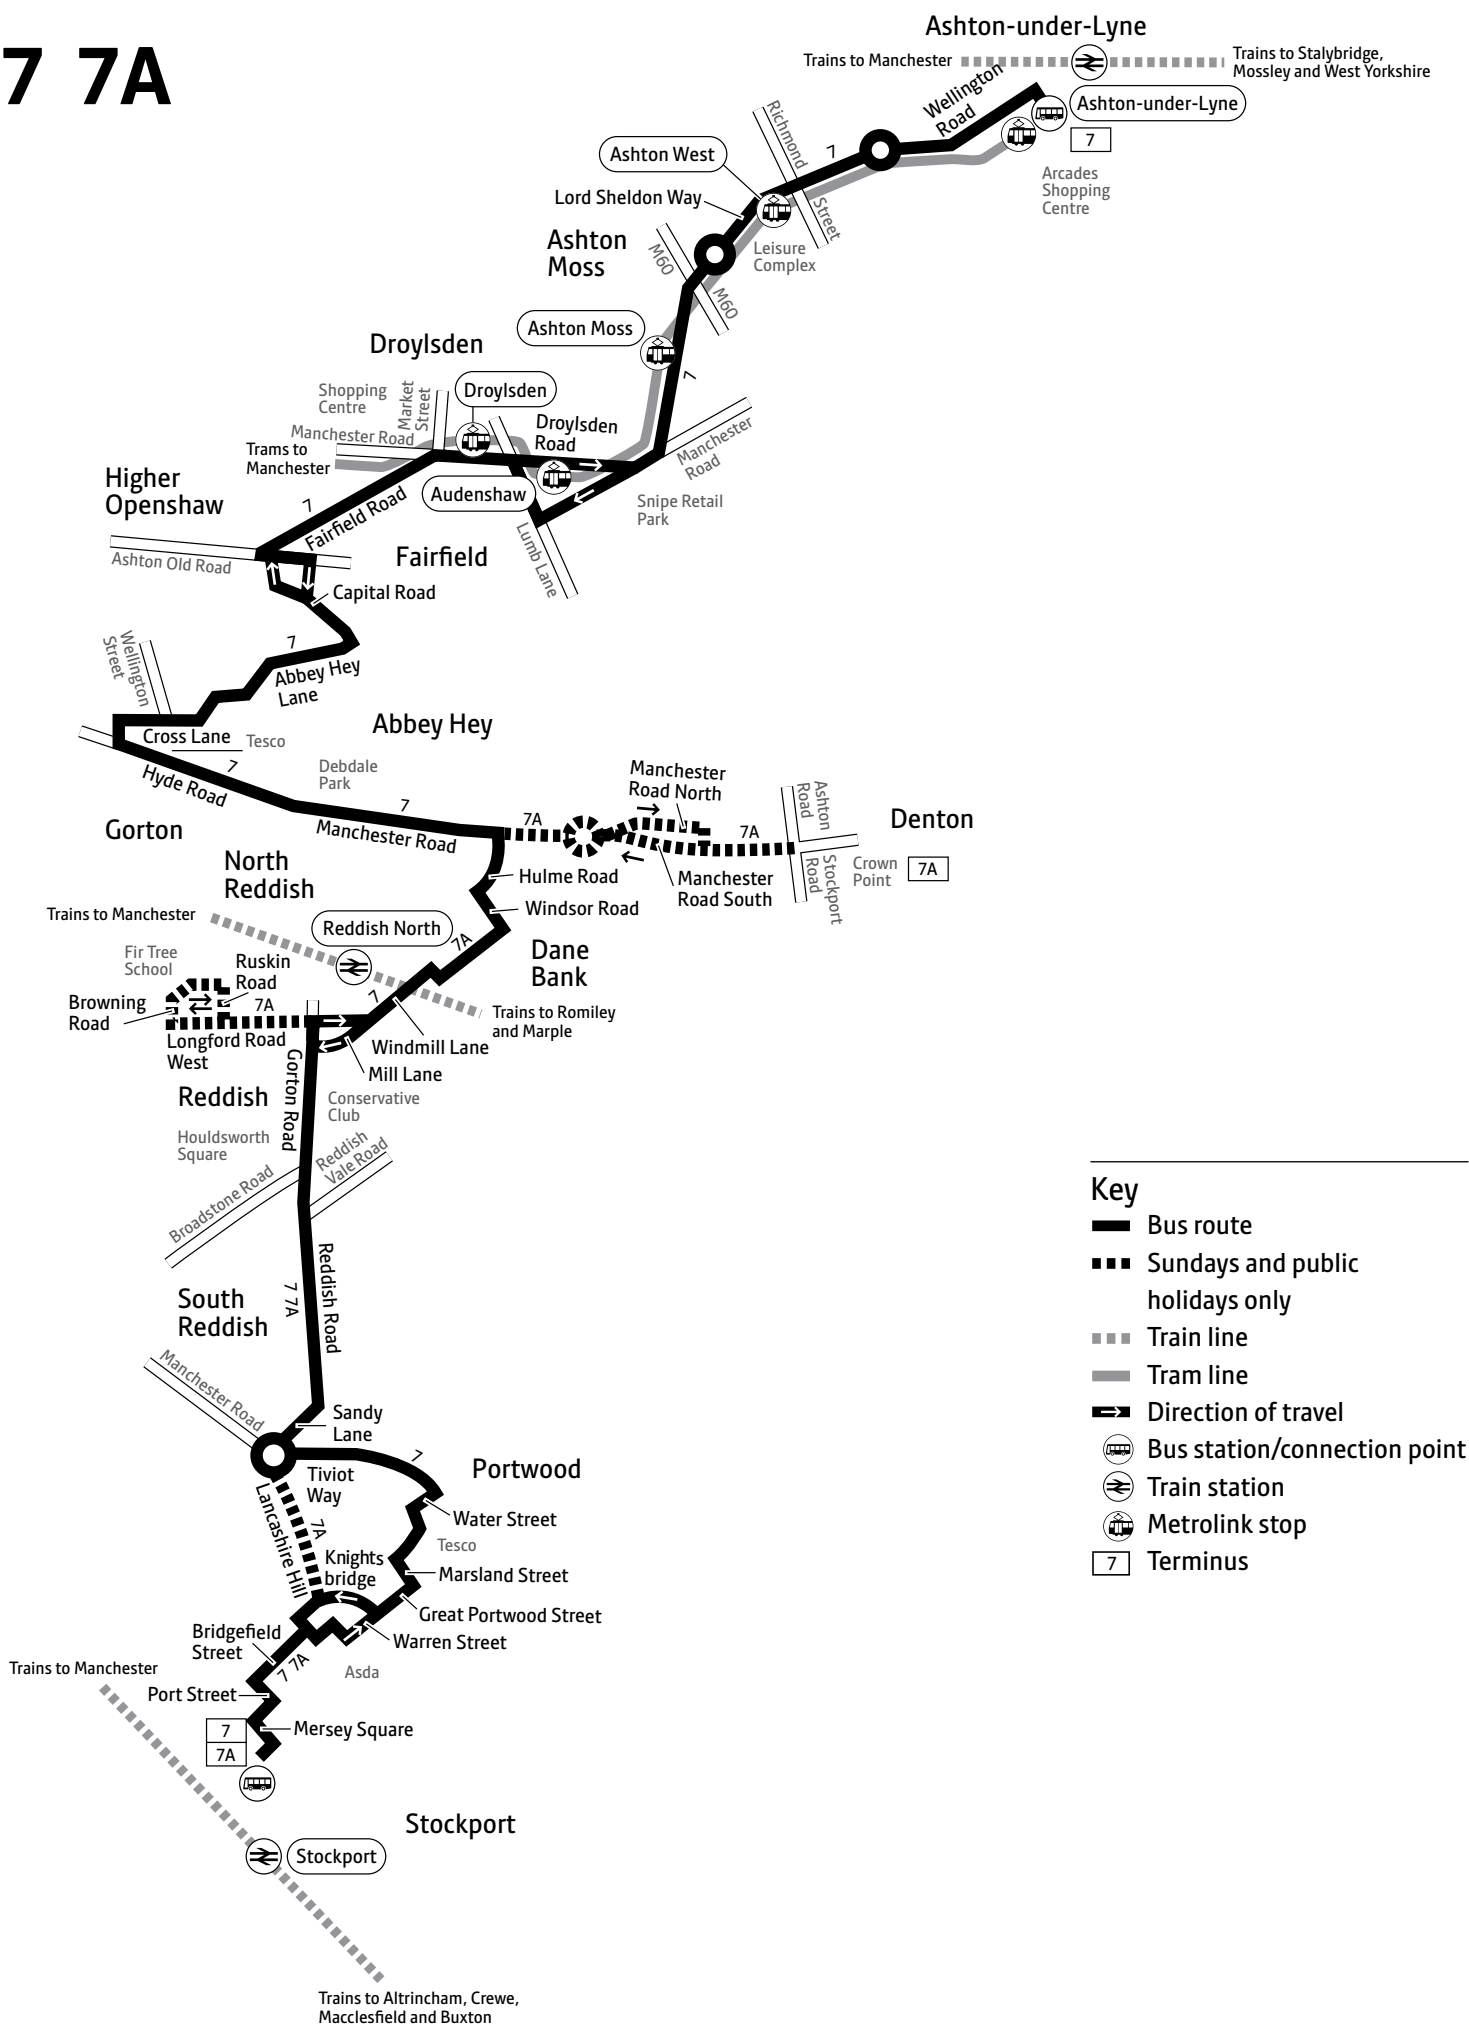 7 7A
Ashton-under-Lyne
Trains to Manchester
Trains to Stalybridge,
Mossley and West Yorkshire
Wellington
Road
Ashton-under-Lyne
7
Arcades
Shopping
Centre
Richmond
Street
7
Ashton West
Lord Sheldon Way
Leisure
Complex
Ashton
Moss
M60
M60
Ashton Moss
7
Droylsden
Shopping
Centre
Market
Street
Droylsden
Droylsden
Road
Manchester Road
Trams to
Manchester
Manchester
Road
Audenshaw
Snipe Retail
Park
Lumb Lane
Higher
Openshaw
7
Fairfield Road
Fairfield
Ashton Old Road
Capital Road
7
Wellington
Street
Abbey Hey
Lane
Abbey Hey
Cross Lane
Tesco
7
Hyde Road
Debdale
Park
7
Manchester Road
Gorton
7A
Manchester
Road North
7A
Ashton
Road
Denton
Crown
Point
7A
Stockport
Road
Manchester
Road South
North
Reddish
Hulme Road
Windsor Road
Trains to Manchester
Reddish North
7A
Dane
Bank
Fir Tree
School
Ruskin
Road
Browning
Road
7A
7
Trains to Romiley
and Marple
Longford Road
West
Windmill Lane
Mill Lane
Gorton Road
Reddish
Conservative
Club
Houldsworth
Square
Reddish
Vale Road
Broadstone Road
Key
Bus route
Sundays and public
holidays only
Train line
Tram line
Direction of travel
Bus station/connection point
Train station
Metrolink stop
7
Terminus
7 7A
Reddish Road
South
Reddish
Manchester Road
Sandy
Lane
Tiviot
Way
7
Portwood
Lancashire Hill
7A
Water Street
Tesco
Knights
bridge
Marsland Street
Great Portwood Street
Warren Street
Bridgefield
Street
7 7A
Asda
Trains to Manchester
Port Street
7
7A
Mersey Square
Stockport
Stockport
Trains to Altrincham, Crewe,
Macclesfield and Buxton